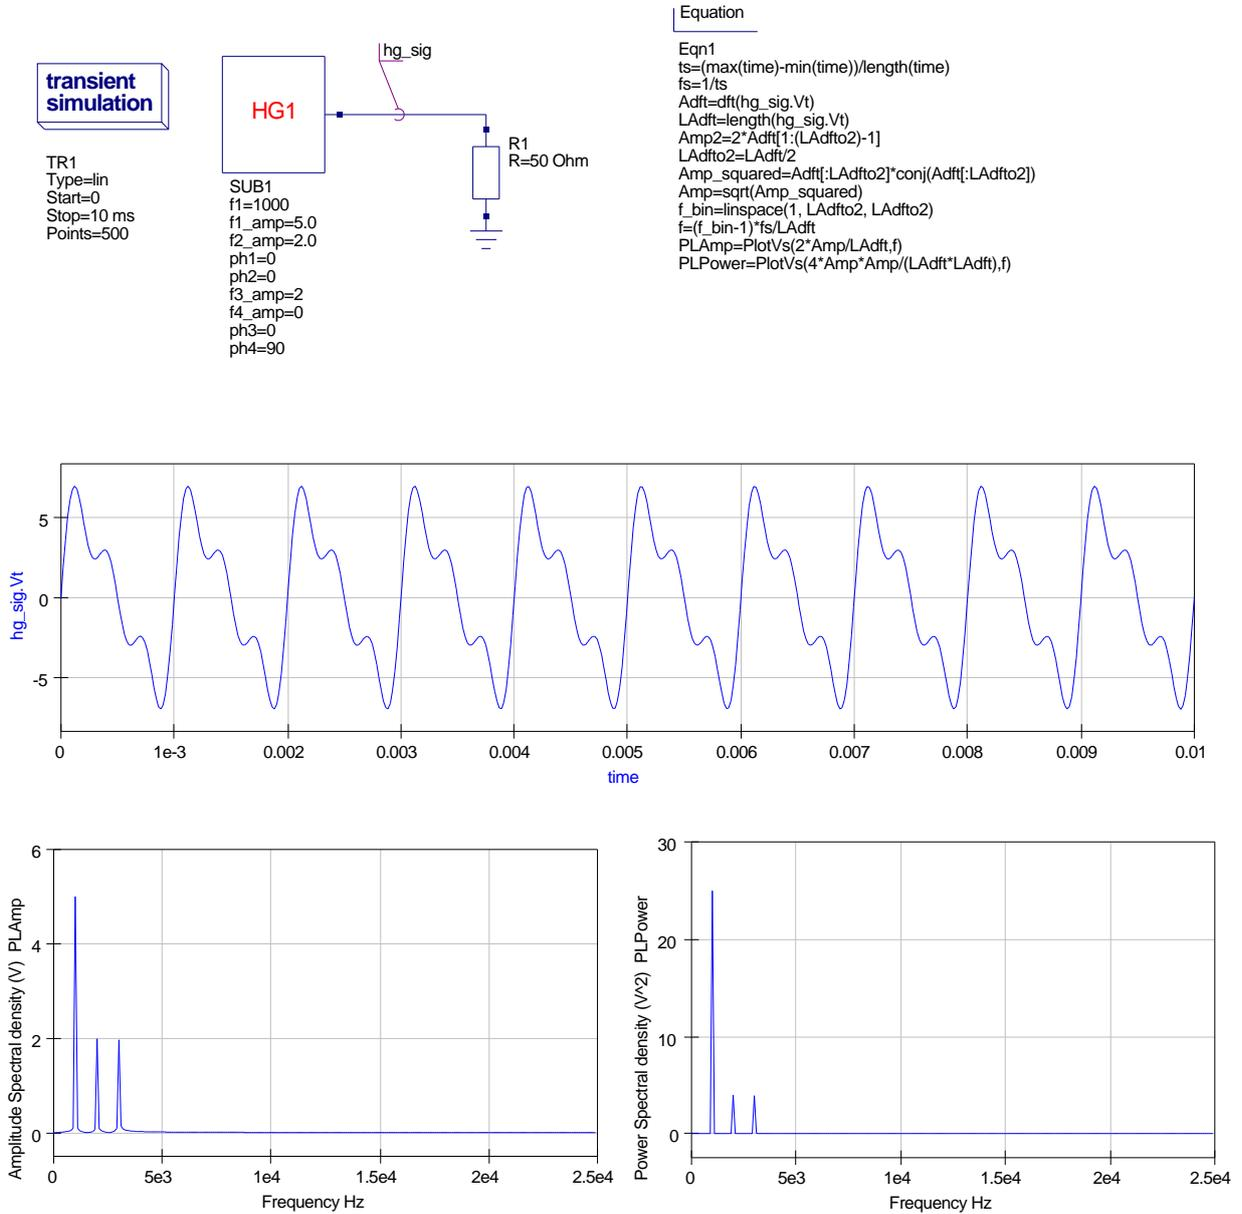 transient
simulation
TR1
Type=lin
Start=0
Stop=10 ms
Points=500
HG1
SUB1
f1=1000
f1_amp=5.0
f2_amp=2.0
ph1=0
ph2=0
f3_amp=2
f4_amp=0
ph3=0
ph4=90
hg_sig
R1
R=50 Ohm
Equation
Eqn1
ts=(max(time)-min(time))/length(time)
fs=1/ts
Adft=dft(hg_sig.Vt)
LAdft=length(hg_sig.Vt)
Amp2=2*Adft[1:(LAdfto2)-1]
LAdfto2=LAdft/2
Amp_squared=Adft[:LAdfto2]*conj(Adft[:LAdfto2])
Amp=sqrt(Amp_squared)
f_bin=linspace(1, LAdfto2, LAdfto2)
f=(f_bin-1)*fs/LAdft
PLAmp=PlotVs(2*Amp/LAdft,f)
PLPower=PlotVs(4*Amp*Amp/(LAdft*LAdft),f)
hg_sig.Vt
5
0
-5
0 1e-3 0.002 0.003 0.004 0.005 0.006 0.007 0.008 0.009 0.01
time
Amplitude Spectral density (V) PLAmp
6
4
2
0
0 5e3 1e4 1.5e4 2e4 2.5e4
Frequency Hz
Power Spectral density (V^2) PLPower
30
20
10
0
0 5e3 1e4 1.5e4 2e4 2.5e4
Frequency Hz